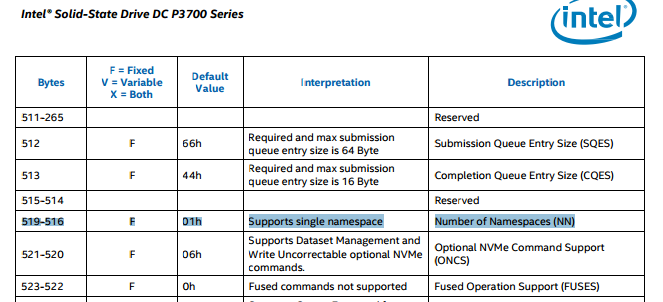 Intel® Solid-State Drive DC P3700 Series
intel®
Bytes
F = Fixed
V = Variable
X = Both
Default
Value
Interpretation
Description
511-265
Reserved
512
F
66h
Required and max submission
queue entry size is 64 Byte
Submission Queue Entry Size (SQES)
513
F
44h
Required and max submission
queue entry size is 16 Byte
Completion Queue Entry Size (CQES)
515-514
Reserved
519-516
F
01h
Supports single namespace
Number of Namespaces (NN)
521-520
F
06h
Supports Dataset Management and
Write Uncorrectable optional NVMe
commands.
Optional NVMe Command Support
(ONCS)
523-522
F
0h
Fused commands not supported
Fused Operation Support (FUSES)